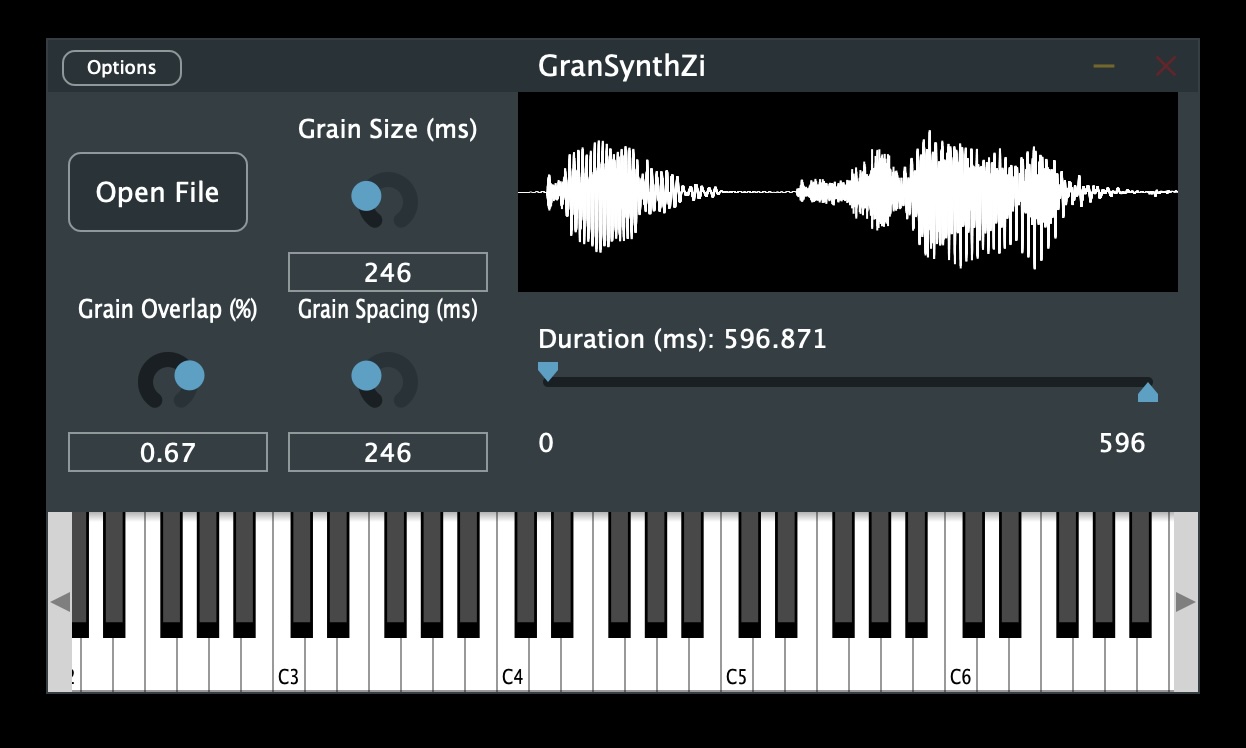 Options
GranSynthZi
Grain Size (ms)
Open File
246
Grain Overlap (%)
Grain Spacing (ms)
0.67
246
Duration (ms): 596.871
0
596
C3
C4
C5
C6